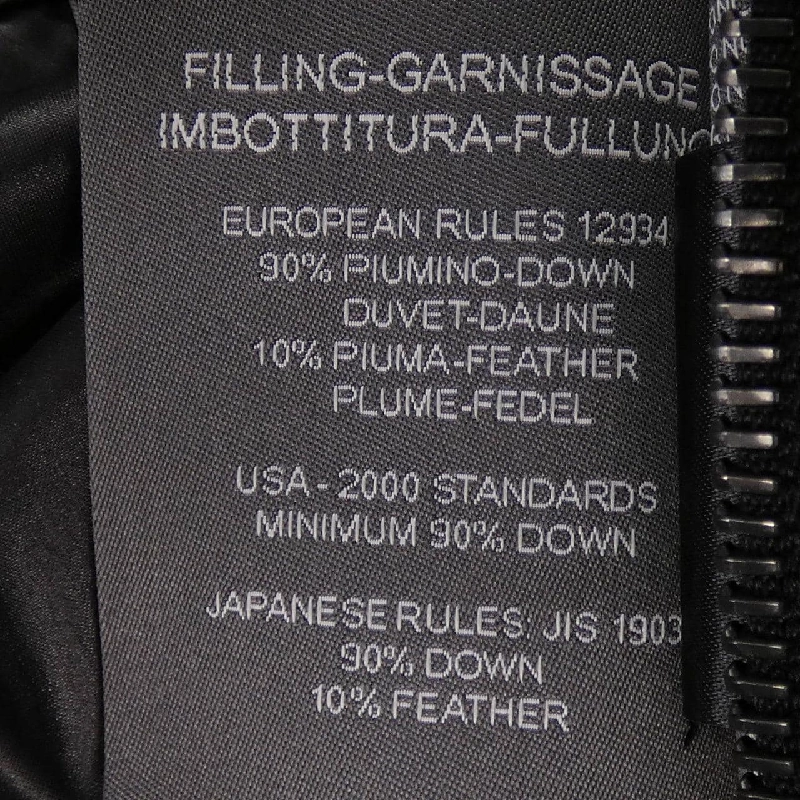 FILLING-GARNISSAGE
IMBOTTITURA-FULLUNG
EUROPEAN RULES 12934
90% PIUMINO-DOWN
DUVET-DAUNE
10% PIUMA-FEATHER
PLUME-FEDEL
USA - 2000 STANDARDS
MINIMUM 90% DOWN
JAPANESE RULES: JIS 1903
90% DOWN
10% FEATHER